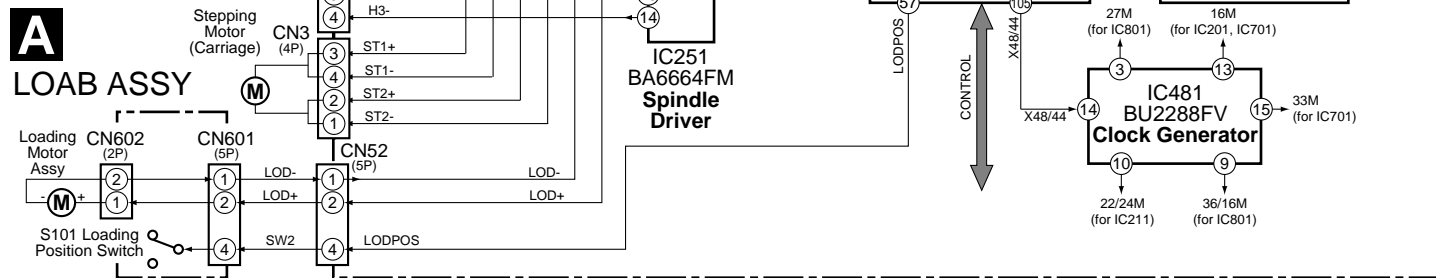 A
LOAB ASSY
Stepping
Motor
(Carriage)
CN3
(4P)
M
4
H3-
3
ST1+
4
ST1-
2
ST2+
1
ST2-
14
IC251
BA6664FM
Spindle
Driver
57
105
LODPOS
CONTROL
X48/44
X48/44
27M
(for IC801)
16M
(for IC201, IC701)
3
13
14
IC481
BU2288FV
Clock Generator
15
33M
(for IC701)
10
9
22/24M
(for IC211)
36/16M
(for IC801)
Loading
Motor
Assy
CN602
(2P)
CN601
(5P)
CN52
(5P)
2
1
LOD-
1
LOD-
- M +
1
2
LOD+
2
LOD+
S101 Loading
Position Switch
4
SW2
4
LODPOS